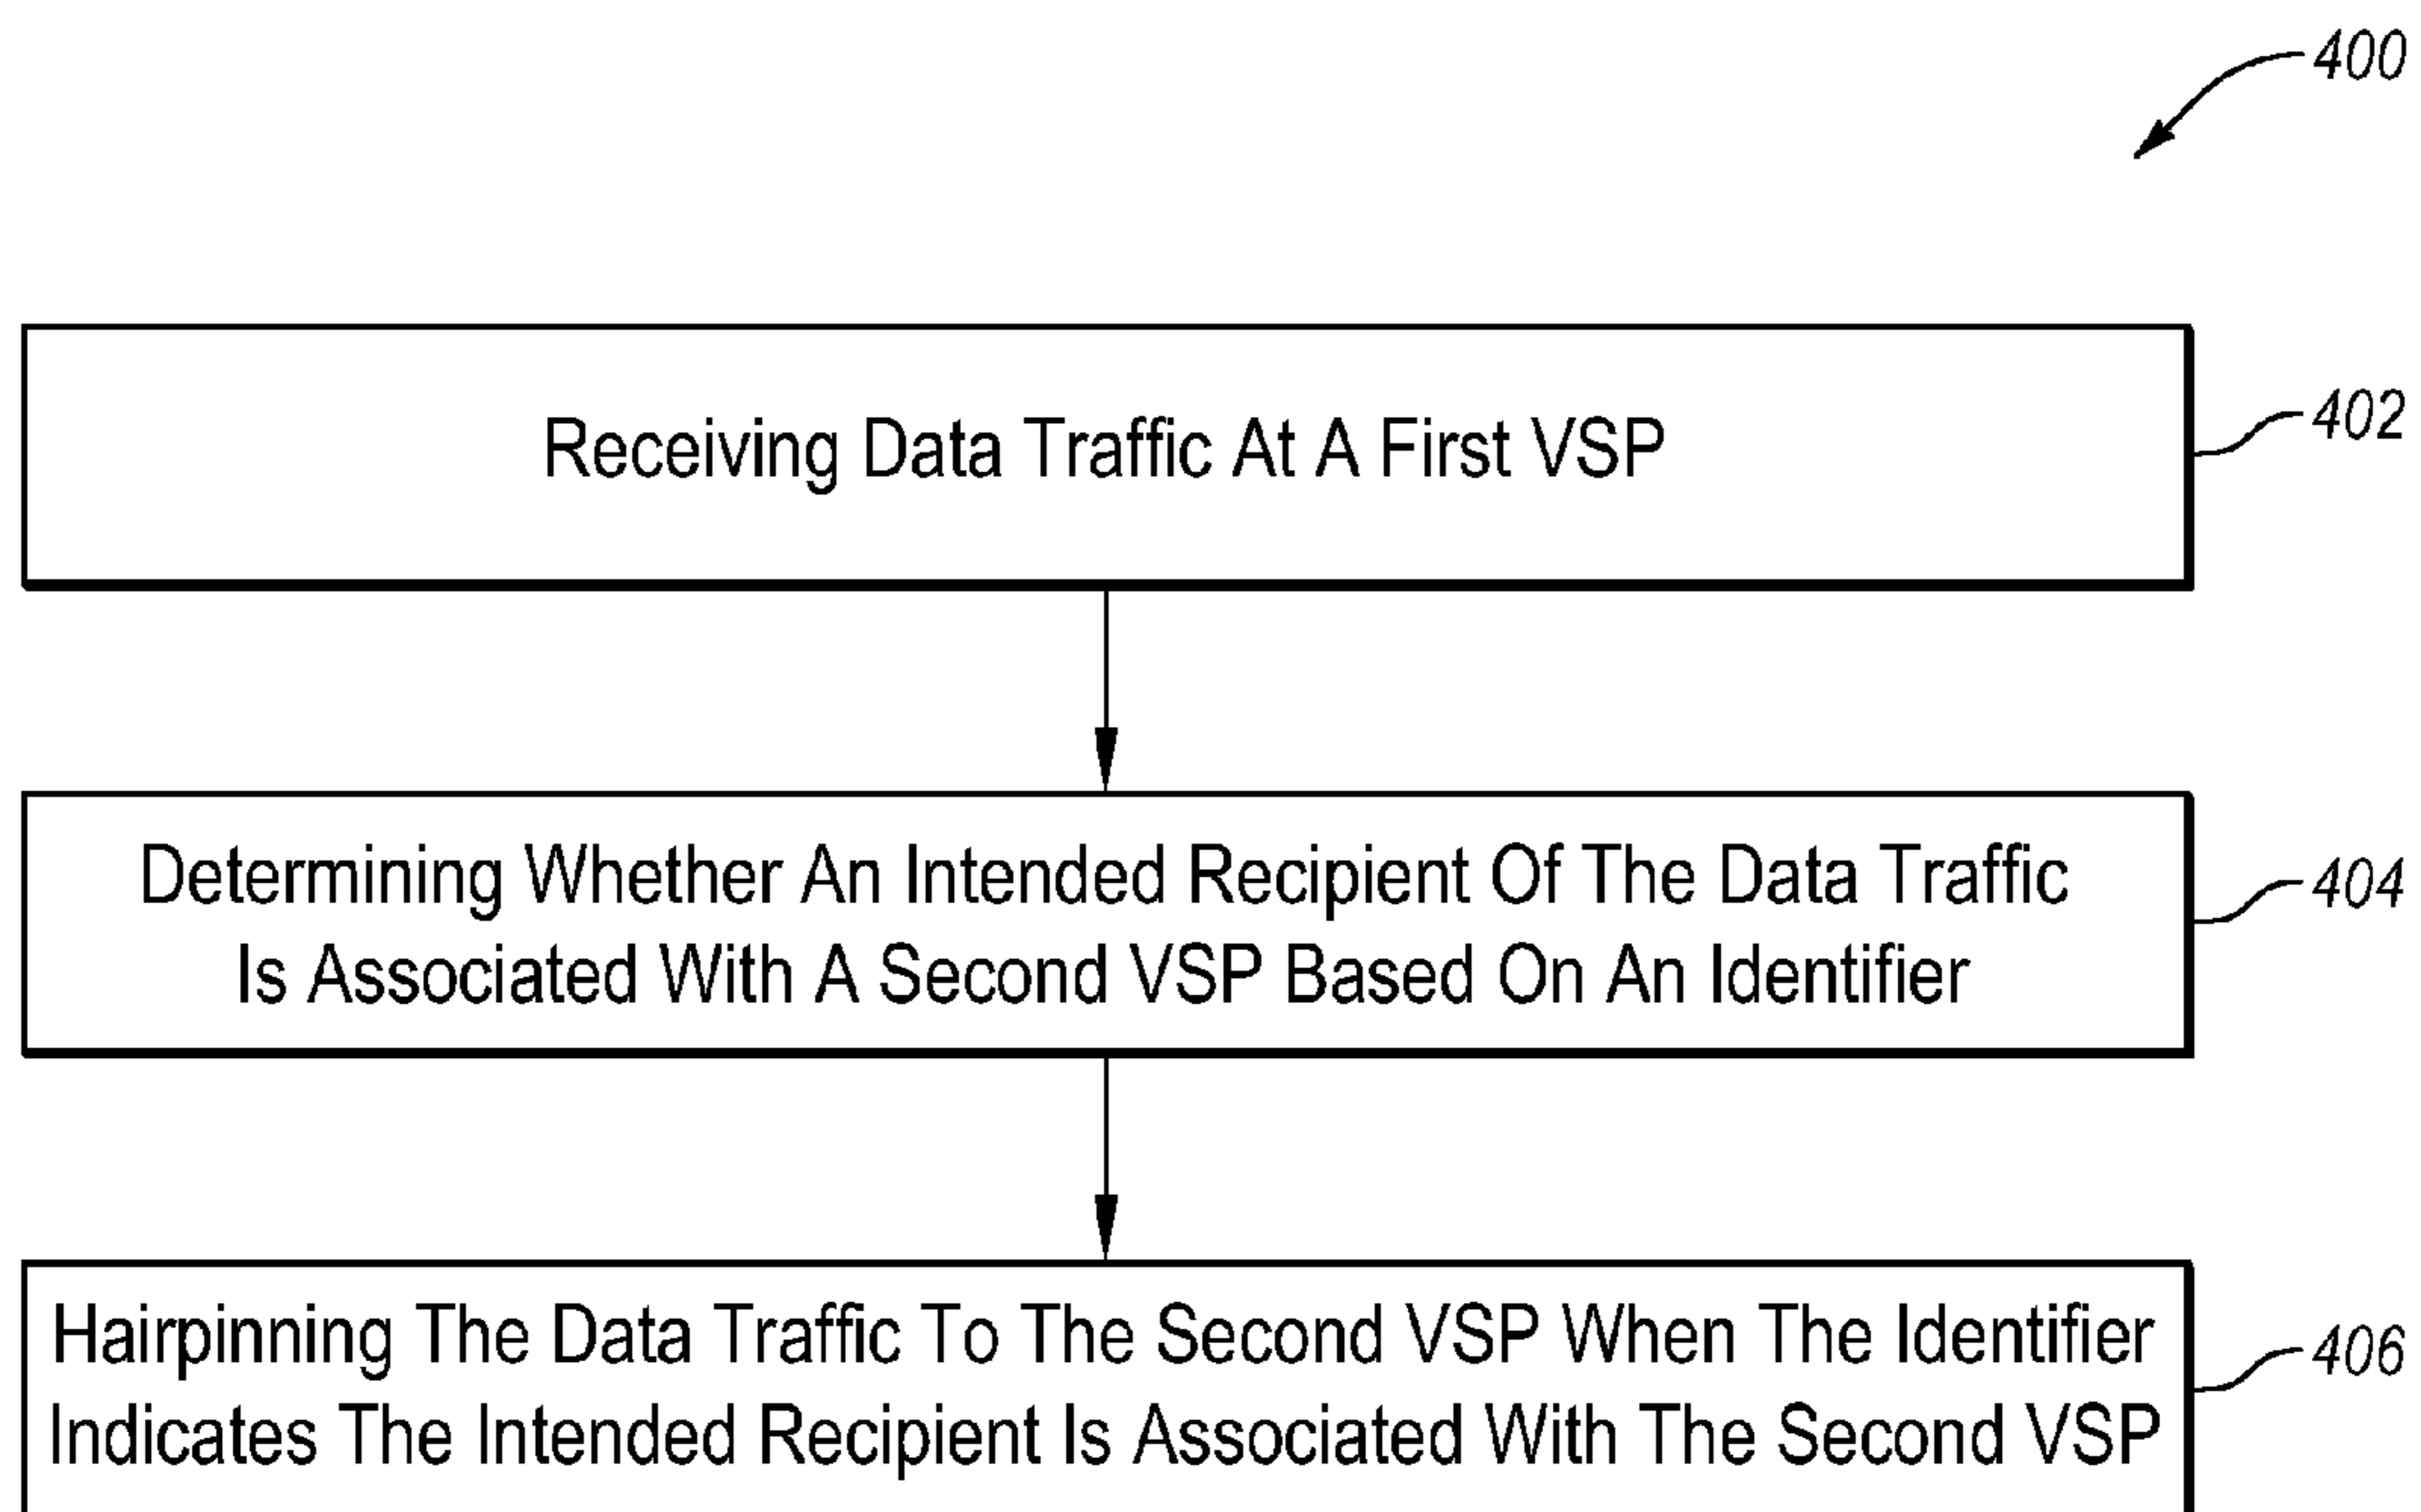 400
Receiving Data Traffic At A First VSP
402
Determining Whether An Intended Recipient Of The Data Traffic
Is Associated With A Second VSP Based On An Identifier
404
Hairpinning The Data Traffic To The Second VSP When The Identifier
Indicates The Intended Recipient Is Associated With The Second VSP
406